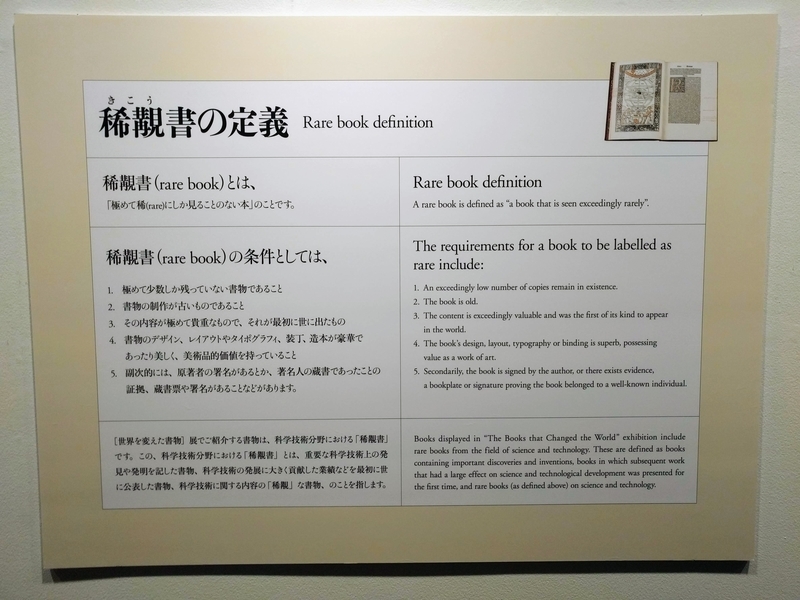 きこう
稀覯書の定義 Rare book definition
稀覯書(rare book)とは、
「極めて稀(rare)にしか見ることのない本」のことです。
Rare book definition
A rare book is defined as “a book that is seen exceedingly rarely”.
稀覯書(rare book)の条件としては、
1. 極めて少数しか残っていない書物であること
2. 書物の制作が古いものであること
3. その内容が極めて貴重なもので、それが最初に世に出たもの
4. 書物のデザイン、レイアウトやタイポグラフィ、装丁、造本が豪華で
あったり美しく、美術品的価値を持っていること
5. 副次的には、原著者の署名があるとか、著名人の蔵書であったことの
証拠、蔵書票や署名があることなどがあります。
The requirements for a book to be labelled as
rare include:
1. An exceedingly low number of copies remain in existence.
2. The book is old.
3. The content is exceedingly valuable and was the first of its kind to appear
in the world.
4. The book’s design, layout, typography or binding is superb, possessing
value as a work of art.
5. Secondarily, the book is signed by the author, or there exists evidence,
a bookplate or signature proving the book belonged to a well-known individual.
[世界を変えた書物]展でご紹介する書物は、科学技術分野における「稀覯書」
です。この、科学技術分野における「稀覯書」とは、重要な科学技術上の発
見や発明を記した書物、科学技術の発展に大きく貢献した業績などを最初に世
に公表した書物、科学技術に関する内容の「稀覯」な書物、のことを指します。
Books displayed in “The Books that Changed the World” exhibition include
rare books from the field of science and technology. These are defined as books
containing important discoveries and inventions, books in which subsequent work
that had a large effect on science and technological development was presented for
the first time, and rare books (as defined above) on science and technology.